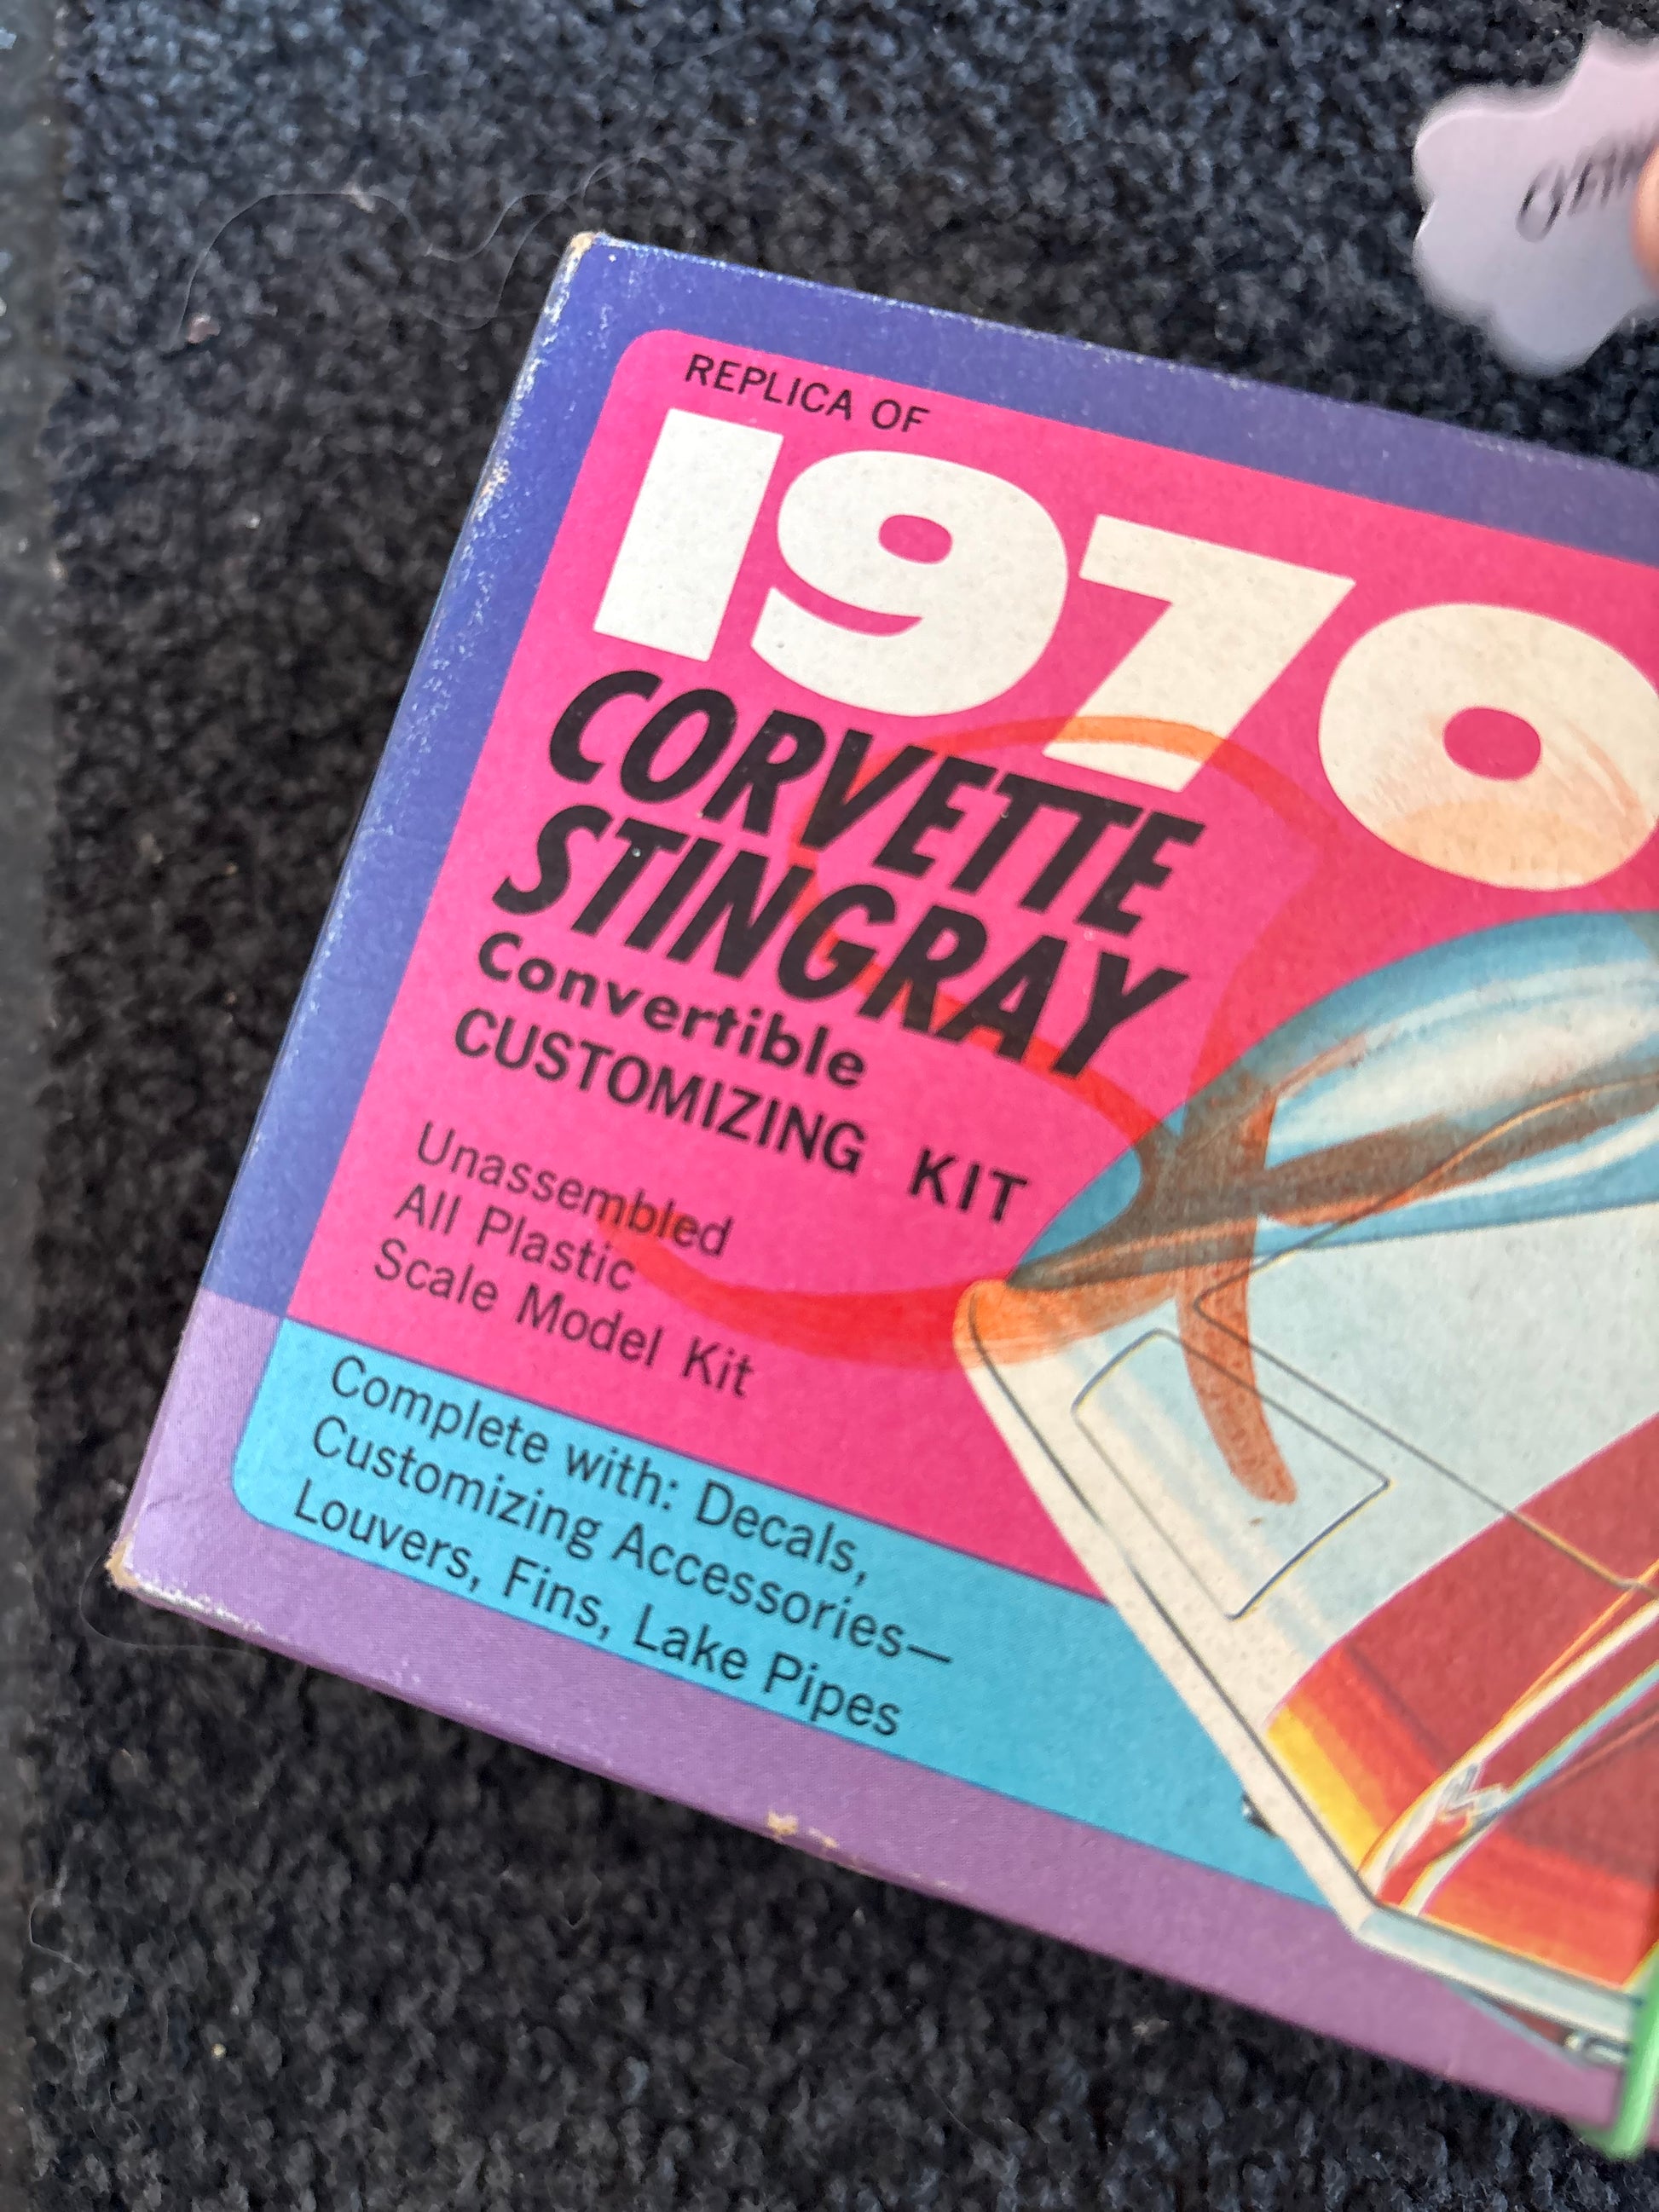 REPLICA OF
1970
CORVETTE
STINGRAY
Convertible
CUSTOMIZING KIT
Unassembled
All Plastic
Scale Model Kit
Complete with: Decals,
Customizing Accessories—
Louvers, Fins, Lake Pipes